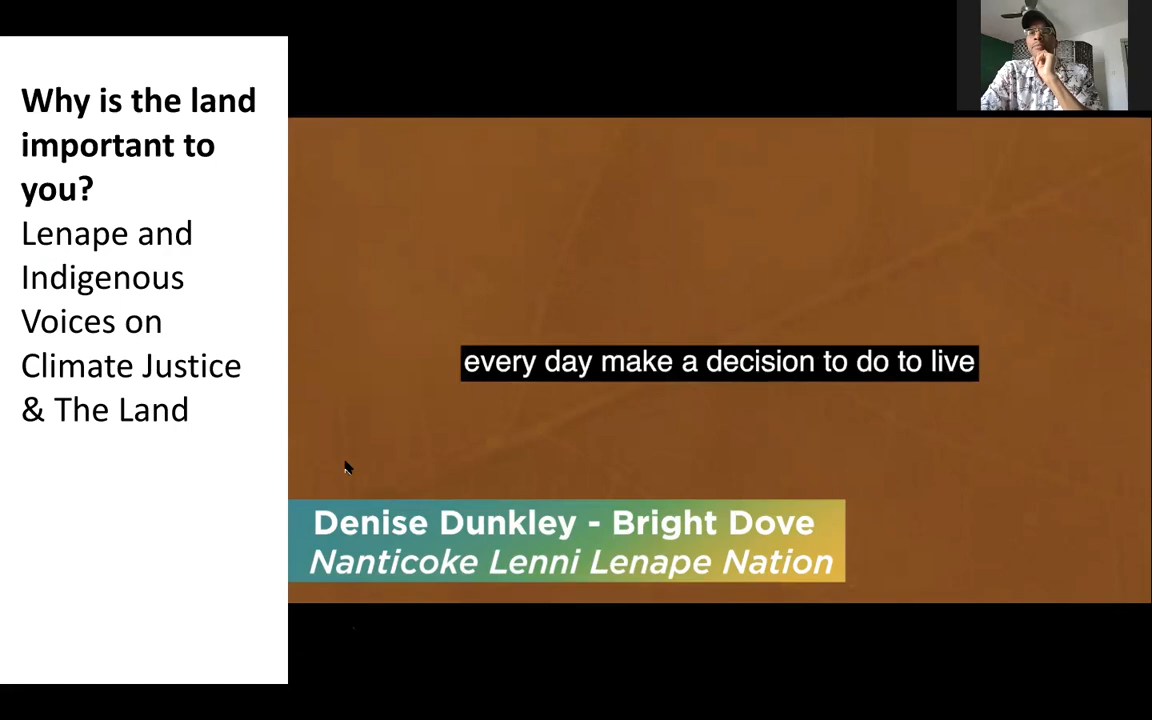 Why is the land
important to
you?
Lenape and
Indigenous
Voices on
Climate Justice
& The Land
every day make a decision to do to live
Denise Dunkley - Bright Dove
Nanticoke Lenni Lenape Nation